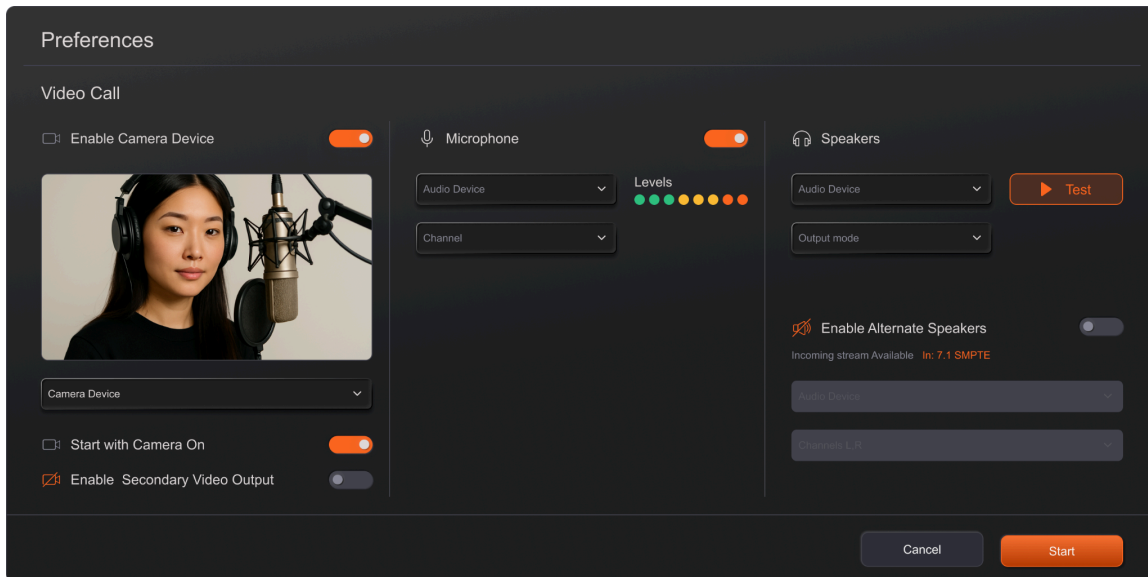 Preferences
Video Call
Enable Camera Device
Camera Device
Start with Camera On
Enable Secondary Video Output
Microphone
Audio Device
Levels
Channel
Speakers
Audio Device
Test
Output mode
Enable Alternate Speakers
Incoming stream Available In: 7.1 SMPTE
Audio Device
Channels L.R
Cancel
Start